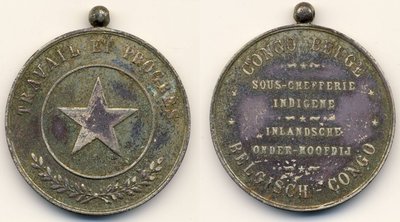 TRAVAIL ET PROGRES
CONGO BELGE
SOUS-CHEFFERIE
INDIGENE
INLANDSCHE
ONDER-HOOFDIJ
BELGISCH-CONGO